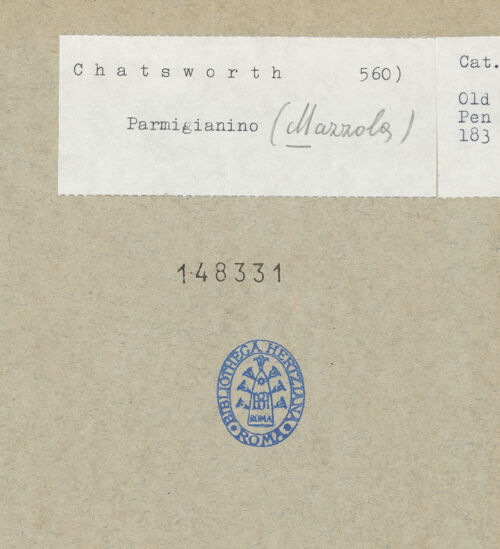 Chatsworth 560)
Parmigianino (Mazzola)
Cat.
Old
Pen
183
148331
BIBLIOTHECA HERTZIANA
ROMA
ROMA